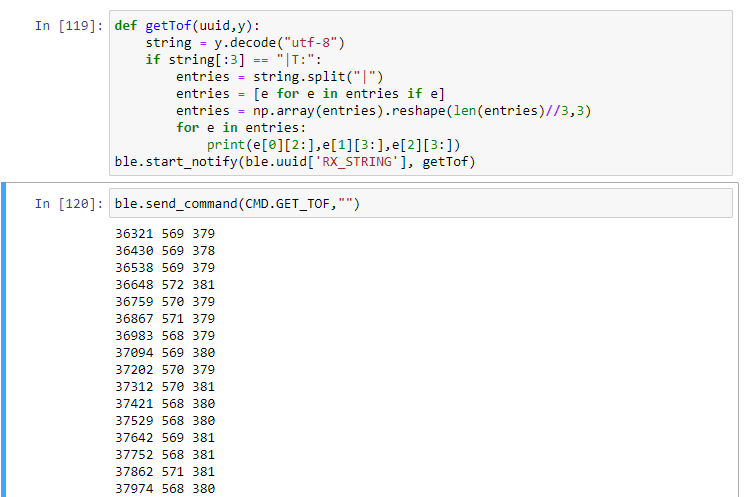 In [119]: def getTof(uuid,y):
    string = y.decode("utf-8")
    if string[:3] == "|T:":
        entries = string.split("|")
        entries = [e for e in entries if e]
        entries = np.array(entries).reshape(len(entries)//3,3)
        for e in entries:
            print(e[0][2:],e[1][3:],e[2][3:])
ble.start_notify(ble.uuid['RX_STRING'], getTof)
In [120]: ble.send_command(CMD.GET_TOF,"")
36321 569 379
36430 569 378
36538 569 379
36648 572 381
36759 570 379
36867 571 379
36983 568 379
37094 569 380
37202 570 379
37312 570 381
37421 568 380
37529 568 380
37642 569 381
37752 568 381
37862 571 381
37974 568 380